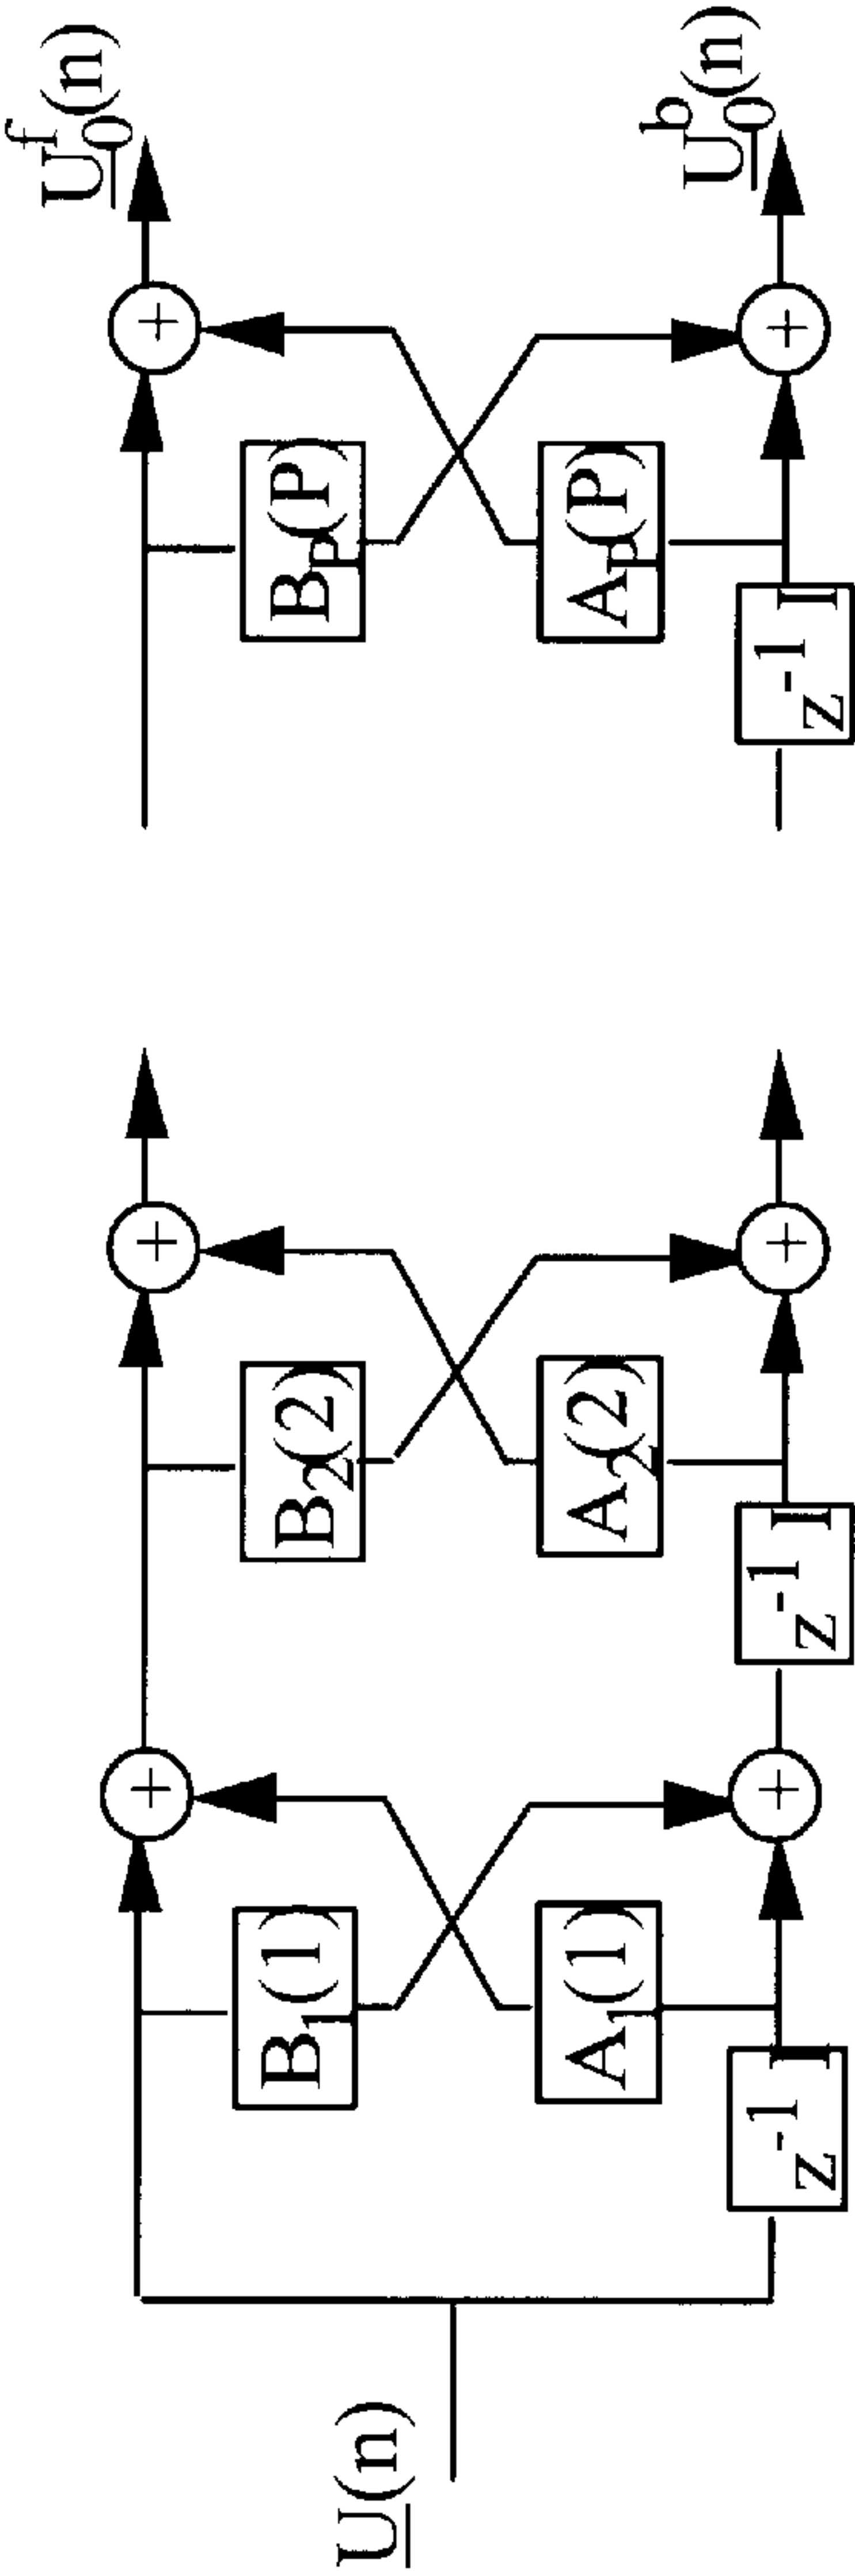 U(n)
z⁻¹ I
A₁(1)
B₁(1)
+
+
z⁻¹ I
A₂(2)
B₂(2)
+
+
z⁻¹ I
Aₚ(P)
Bₚ(P)
+
+
U₀ᶠ(n)
U₀ᵇ(n)